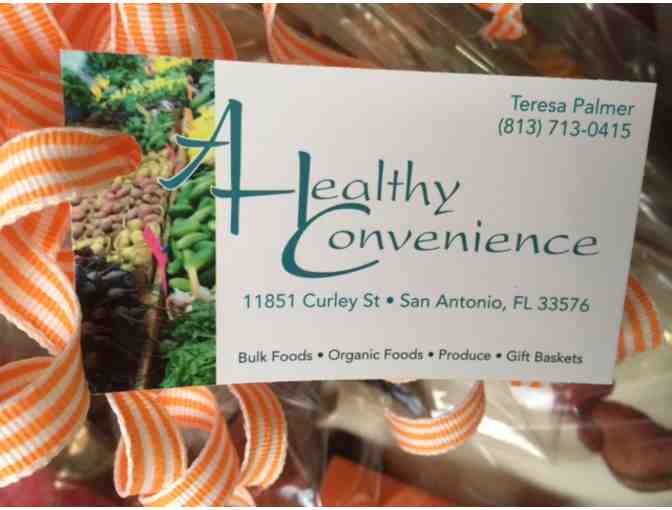 Teresa Palmer
(813) 713-0415
A Healthy
Convenience
11851 Curley St • San Antonio, FL 33576
Bulk Foods • Organic Foods • Produce • Gift Baskets